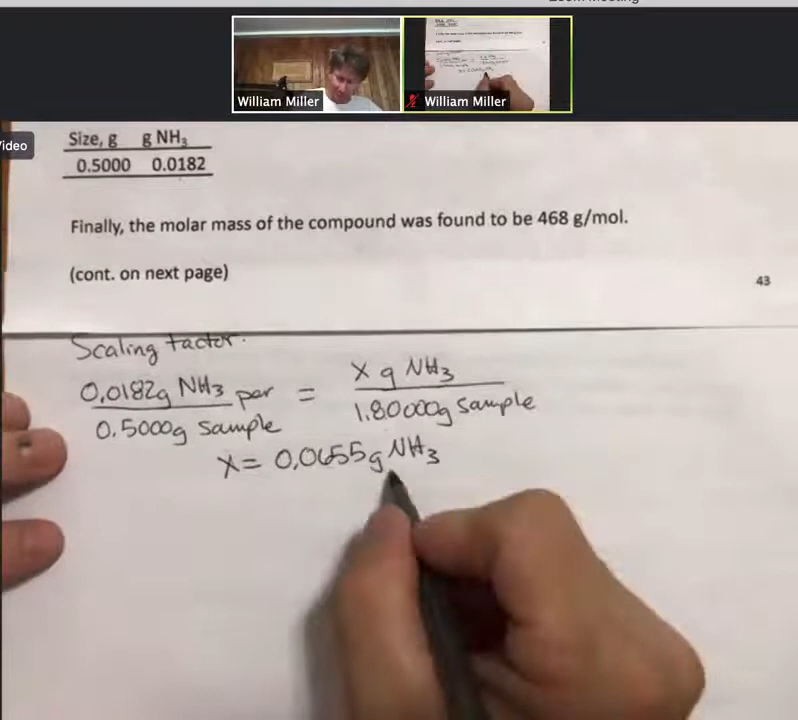 Zoom Meeting
William Miller
William Miller
Video
Size, g g NH3
0.5000 0.0182
Finally, the molar mass of the compound was found to be 468 g/mol.
(cont. on next page)
43
Scaling factor.
0.0182g NH3 per = x g NH3
0.5000g sample 1.80000g sample
x = 0.0655g NH3